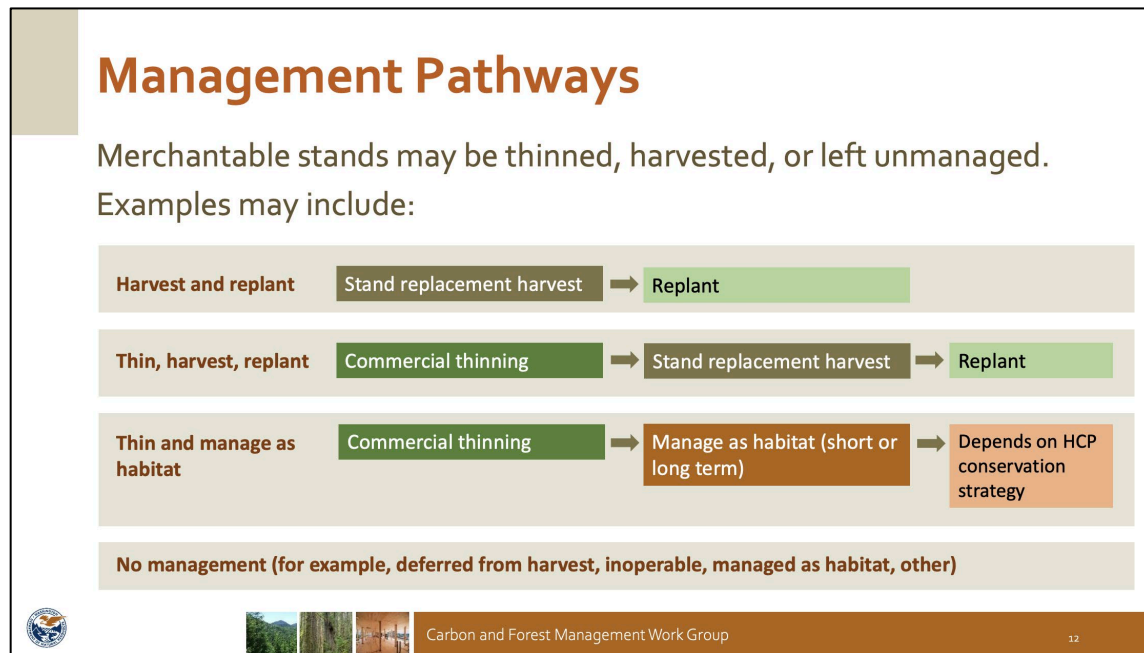 Management Pathways
Merchantable stands may be thinned, harvested, or left unmanaged.
Examples may include:
Harvest and replant
Stand replacement harvest
Replant
Thin, harvest, replant
Commercial thinning
Stand replacement harvest
Replant
Thin and manage as
habitat
Commercial thinning
Manage as habitat (short or
long term)
Depends on HCP
conservation
strategy
No management (for example, deferred from harvest, inoperable, managed as habitat, other)
Carbon and Forest Management Work Group
12